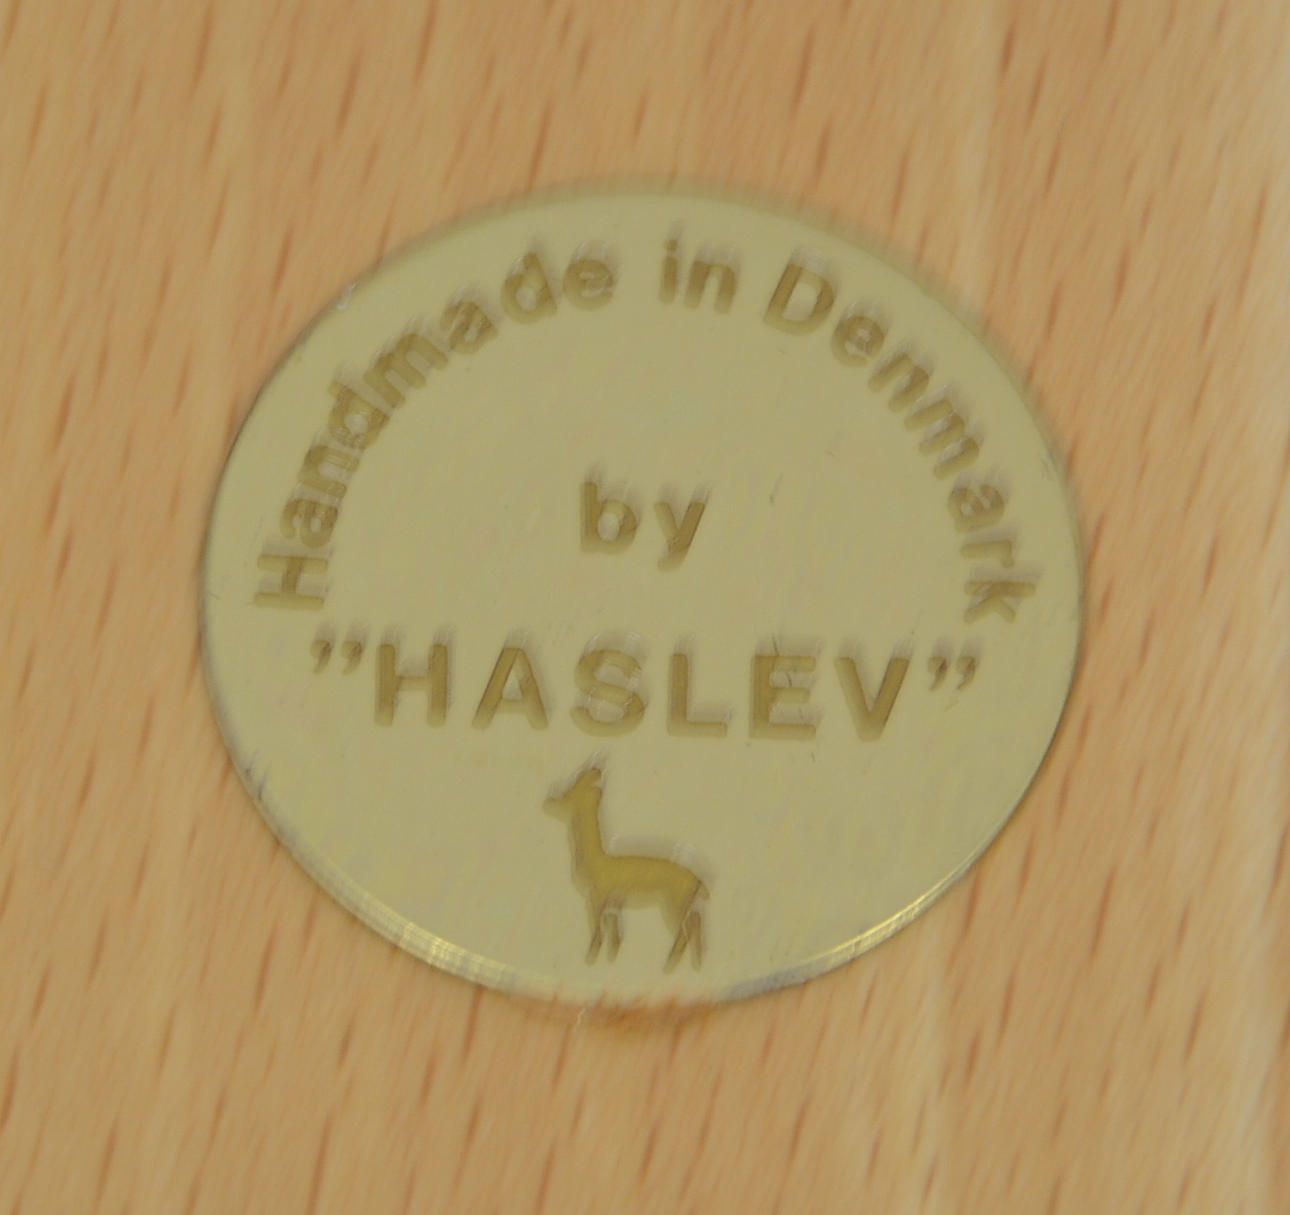 Handmade in Denmark
by
”HASLEV”